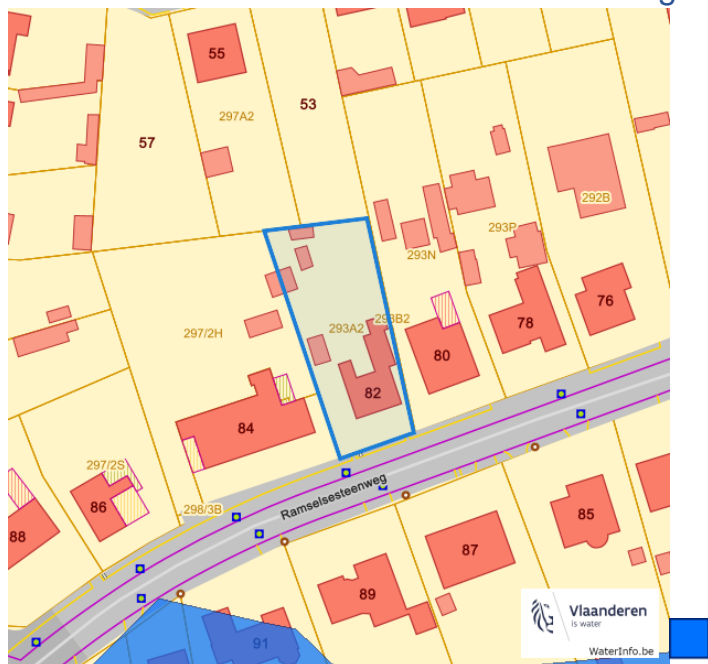 55
297A2
53
57
292B
293P
293N
76
297/2H
293A2
293B2
78
80
82
84
297/2S
86
298/3B
Ramselsesteenweg
88
85
87
89
91
Vlaanderen
is water
WaterInfo.be